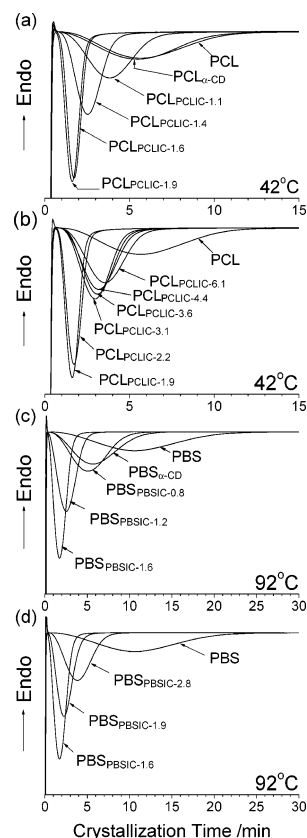 (a)
→ Endo
PCL
PCLα-CD
PCLPCLIC-1.1
PCLPCLIC-1.4
PCLPCLIC-1.6
PCLPCLIC-1.9
42°C
0 5 10 15
(b)
→ Endo
PCL
PCLPCLIC-6.1
PCLPCLIC-4.4
PCLPCLIC-3.6
PCLPCLIC-3.1
PCLPCLIC-2.2
PCLPCLIC-1.9
42°C
0 5 10 15
(c)
→ Endo
PBS
PBSα-CD
PBSPBSIC-0.8
PBSPBSIC-1.2
PBSPBSIC-1.6
92°C
0 5 10 15 20 25 30
(d)
→ Endo
PBS
PBSPBSIC-2.8
PBSPBSIC-1.9
PBSPBSIC-1.6
92°C
0 5 10 15 20 25 30
Crystallization Time /min